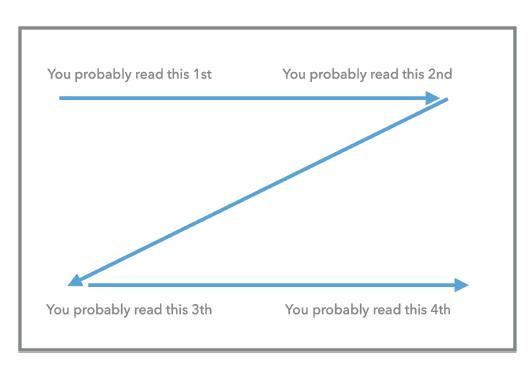 You probably read this 1st
You probably read this 2nd
You probably read this 3th
You probably read this 4th